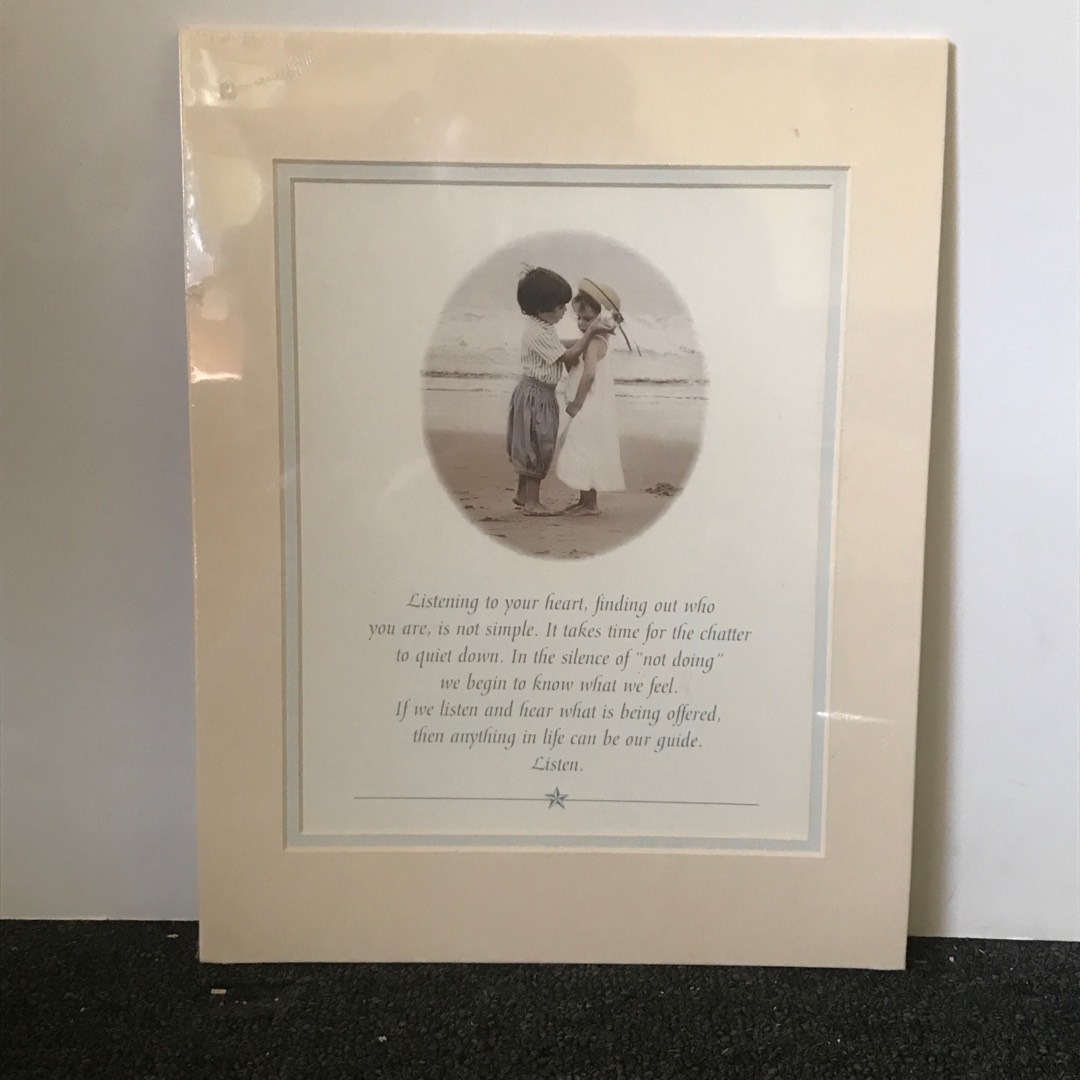 Listening to your heart, finding out who
you are, is not simple. It takes time for the chatter
to quiet down. In the silence of "not doing"
we begin to know what we feel.
If we listen and hear what is being offered,
then anything in life can be our guide.
Listen.